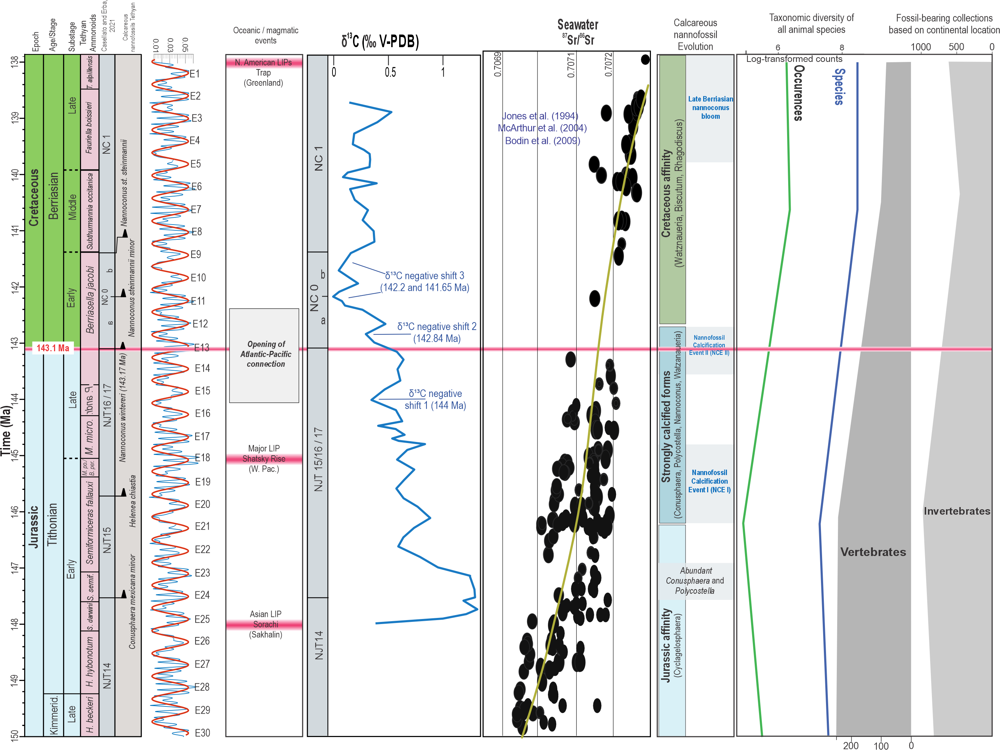 Epoch
Age/Stage
Substage
Tethyan
Ammonoids
Casellato and Erba,
2021
Calcareous
nannofossils Tethyan
0.01
0.03
0.05
Oceanic / magmatic
events
δ¹³C (‰ V-PDB)
Seawater
⁸⁷Sr/⁸⁶Sr
Calcareous
nannofossil
Evolution
Taxonomic diversity of
all animal species
Fossil-bearing collections
based on continental location
6
8
1000
500
0
Log-transformed counts
Time (Ma)
138
139
140
141
142
143
144
145
146
147
148
149
150
Cretaceous
Jurassic
143.1 Ma
Berriasian
Tithonian
Kimmerid.
Late
Middle
Early
Late
Early
Late
T. alpillensis
Fauriella boissieri
Subthurmannia occitanica
Berriasella jacobi
M. micro.
M. po./
B. per.
Semiformiceras fallauxi
S. semif.
S. darwini
H. hybonotum
H. beckeri
NC 1
b
NC 0
a
NJT16 / 17
NJT15
NJT14
Nannoconus st. steinmannii
Nannoconus steinmannii minor
Nannoconus wintereri (143.17 Ma)
Helenea chiastia
Conusphaera mexicana minor
E1
E2
E3
E4
E5
E6
E7
E8
E9
E10
E11
E12
E13
E14
E15
E16
E17
E18
E19
E20
E21
E22
E23
E24
E25
E26
E27
E28
E29
E30
N. American LIPs
Trap
(Greenland)
Opening of
Atlantic-Pacific
connection
Major LIP
Shatsky Rise
(W. Pac.)
Asian LIP
Sorachi
(Sakhalin)
NC 1
b
NC 0
a
NJT 15/16 / 17
NJT14
0
0.5
1
δ¹³C negative shift 3
(142.2 and 141.65 Ma)
δ¹³C negative shift 2
(142.84 Ma)
δ¹³C negative
shift 1 (144 Ma)
0.7069
0.7071
0.7072
Jones et al. (1994)
McArthur et al. (2004)
Bodin et al. (2009)
Cretaceous affinity
(Watznaueria, Biscutum, Rhagodiscus)
Strongly calcified forms
(Conusphaera, Polycostella, Nannoconus, Watzanaueria)
Jurassic affinity
(Cyclagelosphaera)
Late Berriasian
nannoconus
bloom
Nannofossil
Calcification
Event II (NCE II)
Nannofossil
Calcification
Event I (NCE I)
Abundant
Conusphaera and
Polycostella
Occurences
Species
Vertebrates
Invertebrates
200
100
0